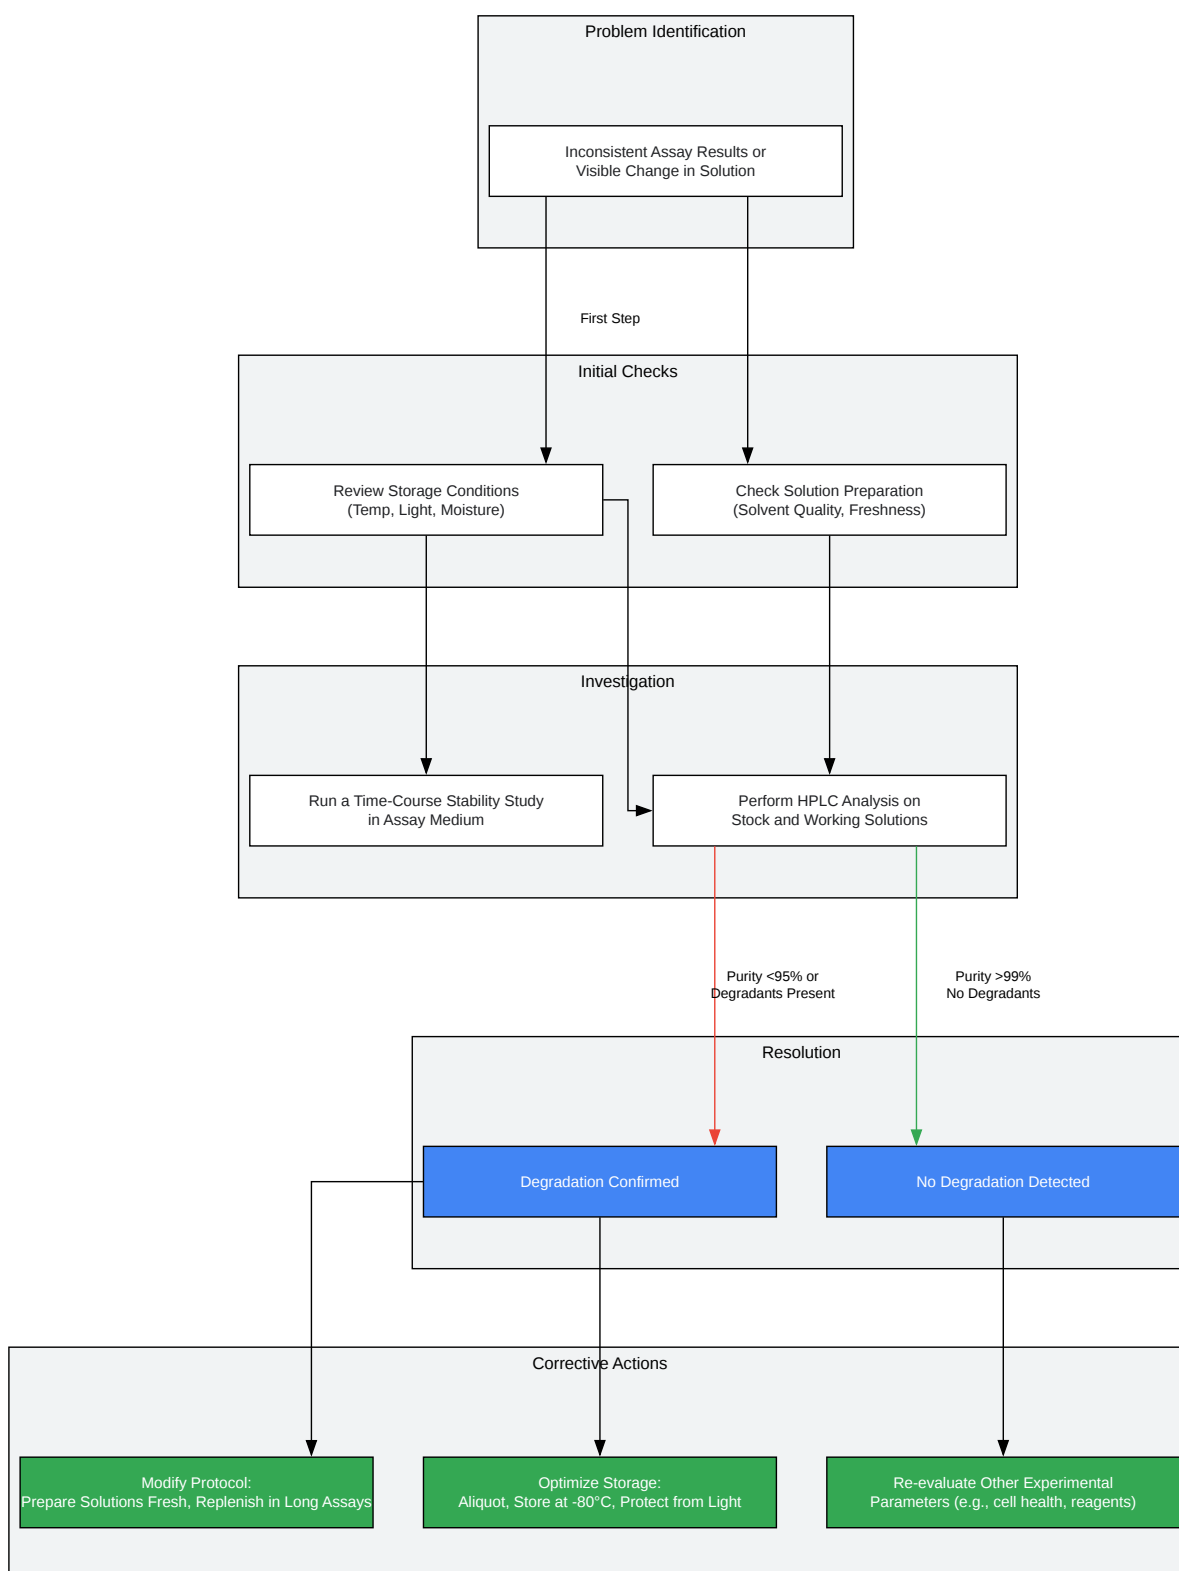 Problem Identification
Inconsistent Assay Results or
Visible Change in Solution
First Step
Initial Checks
Review Storage Conditions
(Temp, Light, Moisture)
Check Solution Preparation
(Solvent Quality, Freshness)
Investigation
Run a Time-Course Stability Study
in Assay Medium
Perform HPLC Analysis on
Stock and Working Solutions
Purity <95% or
Degradants Present
Purity >99%
No Degradants
Resolution
Degradation Confirmed
No Degradation Detected
Corrective Actions
Modify Protocol:
Prepare Solutions Fresh, Replenish in Long Assays
Optimize Storage:
Aliquot, Store at -80°C, Protect from Light
Re-evaluate Other Experimental
Parameters (e.g., cell health, reagents)